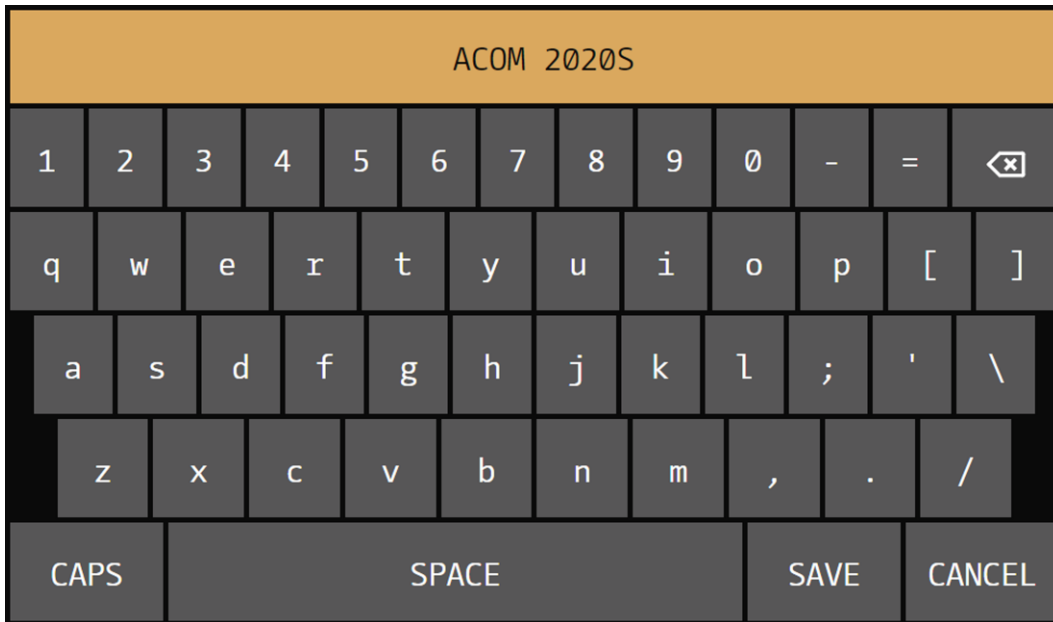 ACOM 2020S
1 2 3 4 5 6 7 8 9 0 - =
q w e r t y u i o p [ ]
a s d f g h j k l ; ' \
z x c v b n m , . /
CAPS SPACE SAVE CANCEL